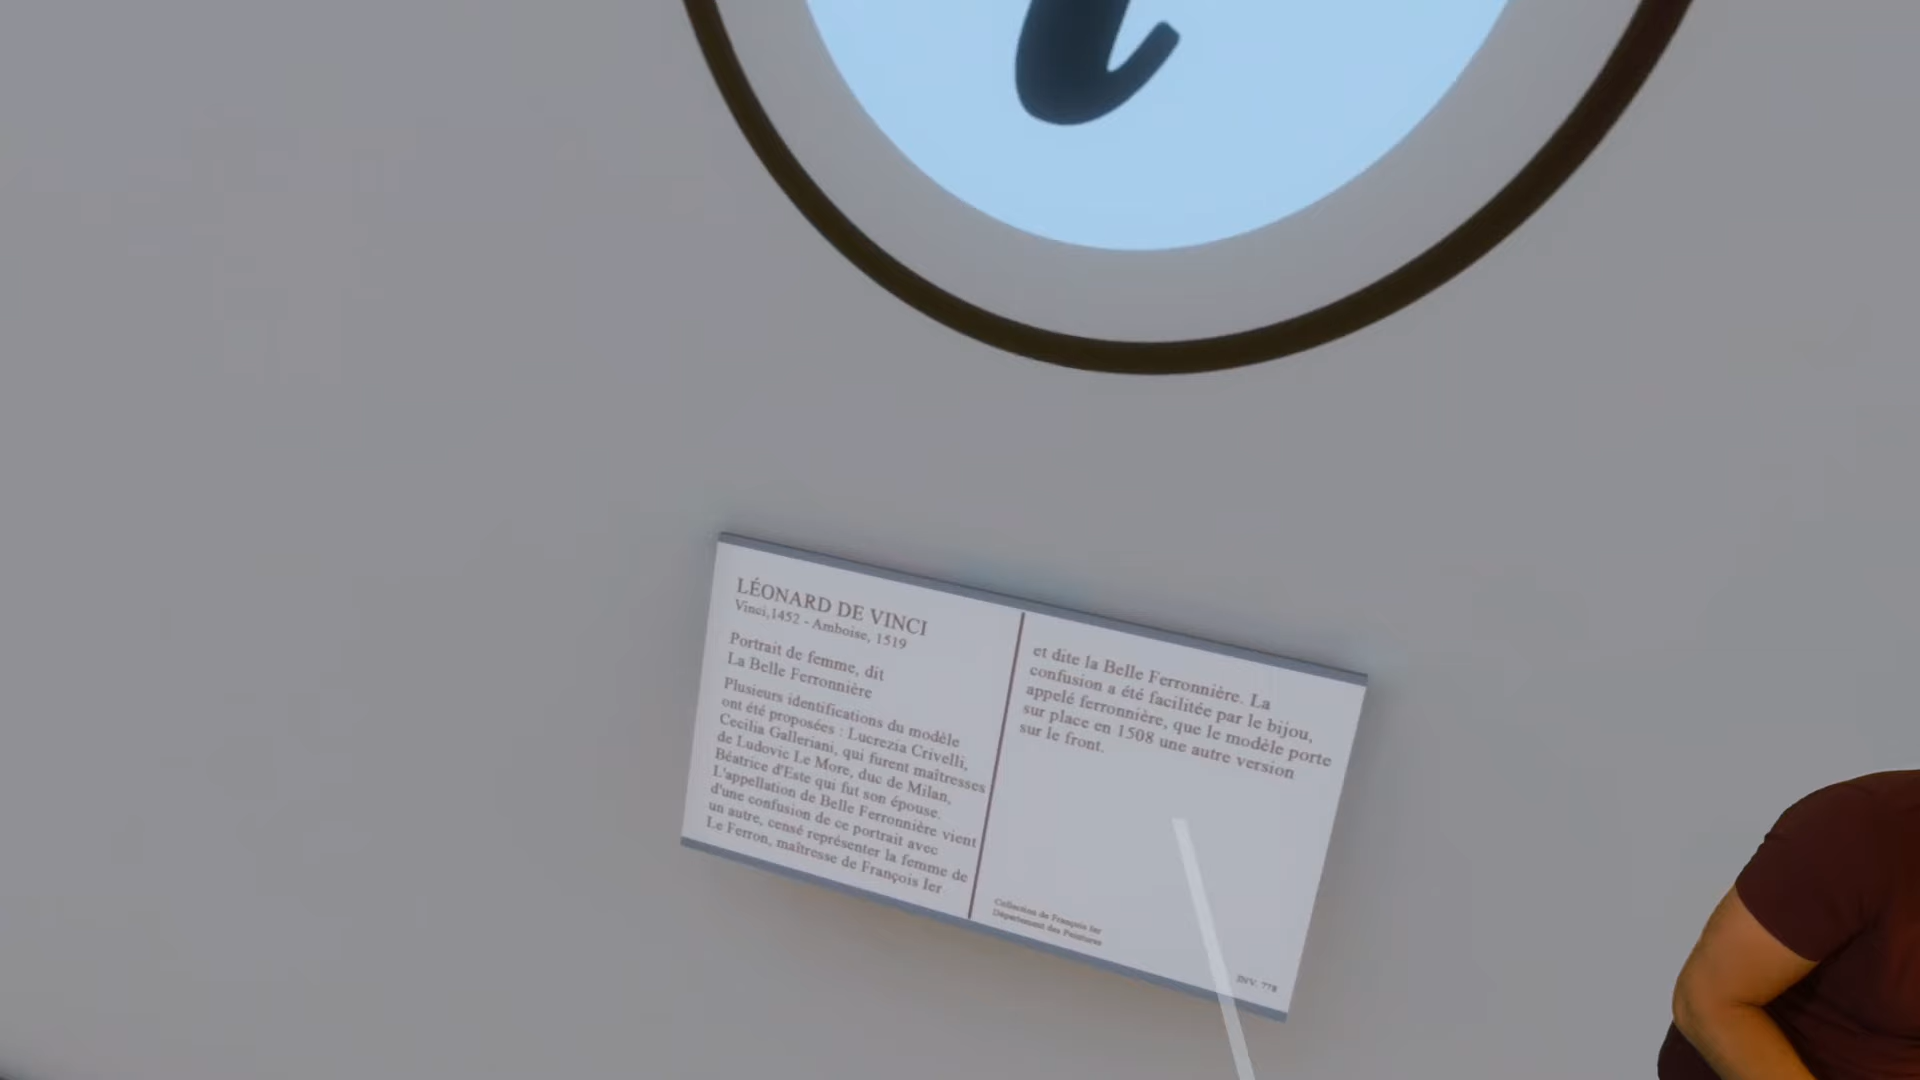 i
LÉONARD DE VINCI
Vinci,1452 - Amboise, 1519
Portrait de femme, dit
La Belle Ferronnière
Plusieurs identifications du modèle
ont été proposées : Lucrezia Crivelli,
Cecilia Galleriani, qui furent maîtresses
de Ludovic Le More, duc de Milan,
Béatrice d'Este qui fut son épouse.
L'appellation de Belle Ferronnière vient
d'une confusion de ce portrait avec
un autre, censé représenter la femme de
Le Ferron, maîtresse de François Ier
et dite la Belle Ferronnière. La
confusion a été facilitée par le bijou,
appelé ferronnière, que le modèle porte
sur place en 1508 une autre version
sur le front.
Collection de François Ier
Département des Peintures
INV. 778